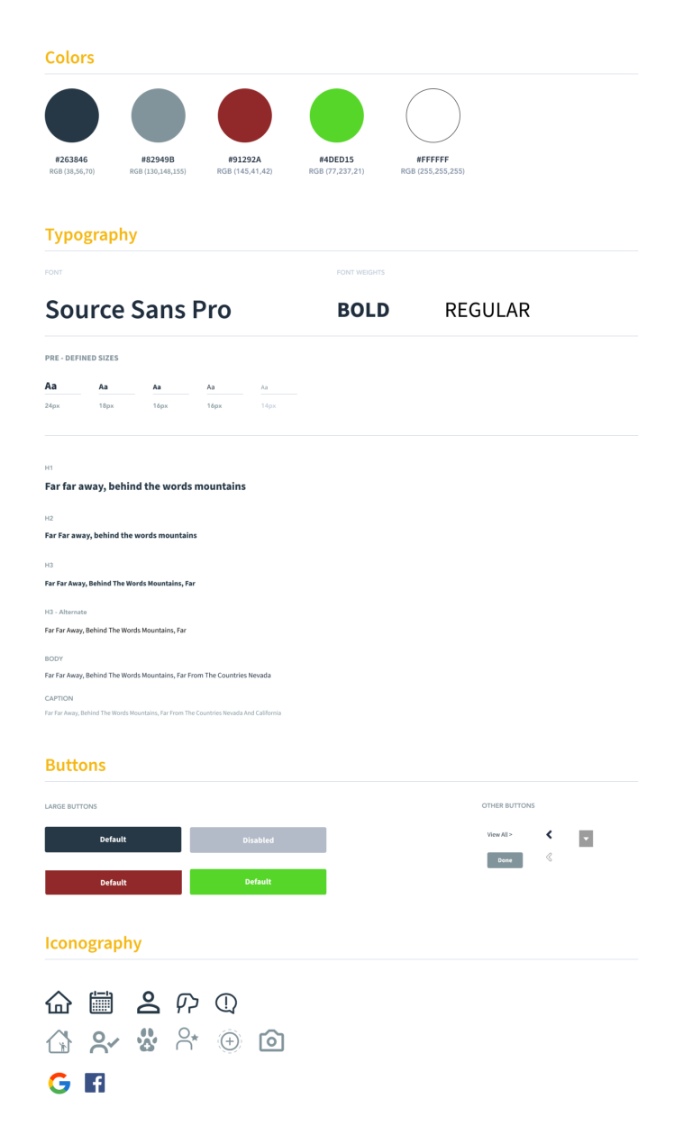 Colors
#263846 #82949B #91292A #4DED15 #FFFFFF
RGB (38,56,70) RGB (130,148,155) RGB (145,41,42) RGB (77,237,21) RGB (255,255,255)
Typography
FONT FONT WEIGHTS
Source Sans Pro BOLD REGULAR
PRE - DEFINED SIZES
Aa Aa Aa Aa Aa
24px 18px 16px 16px 14px
H1
Far far away, behind the words mountains
H2
Far Far away, behind the words mountains
H3
Far Far Away, Behind The Words Mountains, Far
H3 - Alternate
Far Far Away, Behind The Words Mountains, Far
BODY
Far Far Away, Behind The Words Mountains, Far From The Countries Nevada
CAPTION
Far Far Away, Behind The Words Mountains, Far From The Countries Nevada And California
Buttons
LARGE BUTTONS OTHER BUTTONS
Default Disabled View All >
Done
Default Default
Iconography